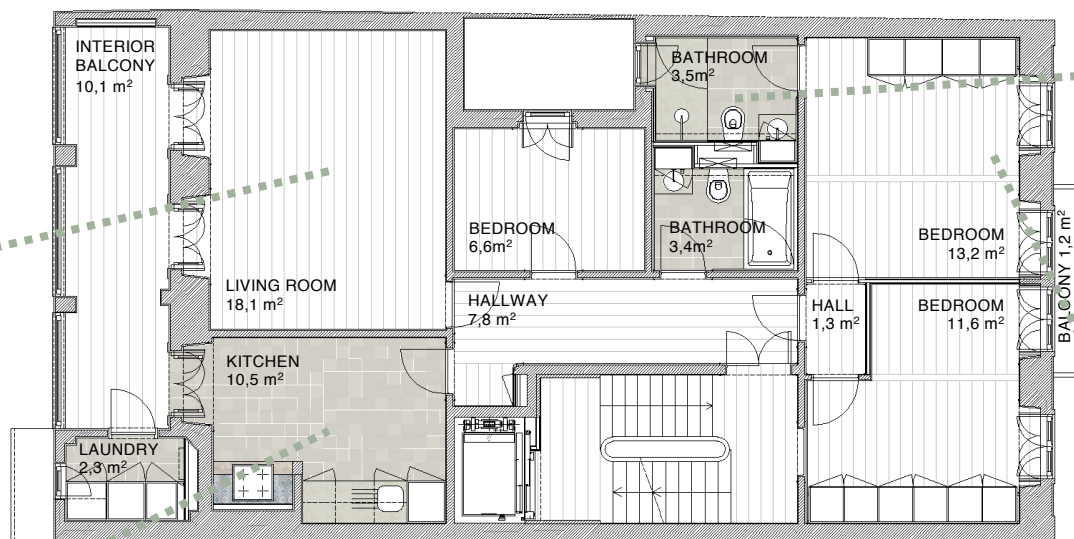 INTERIOR
BALCONY
10,1 m²
BATHROOM
3,5m²
BEDROOM
6,6m²
BATHROOM
3,4m²
BEDROOM
13,2 m²
BALCONY 1,2 m²
LIVING ROOM
18,1 m²
HALLWAY
7,8 m²
HALL
1,3 m²
BEDROOM
11,6 m²
KITCHEN
10,5 m²
LAUNDRY
2,3 m²